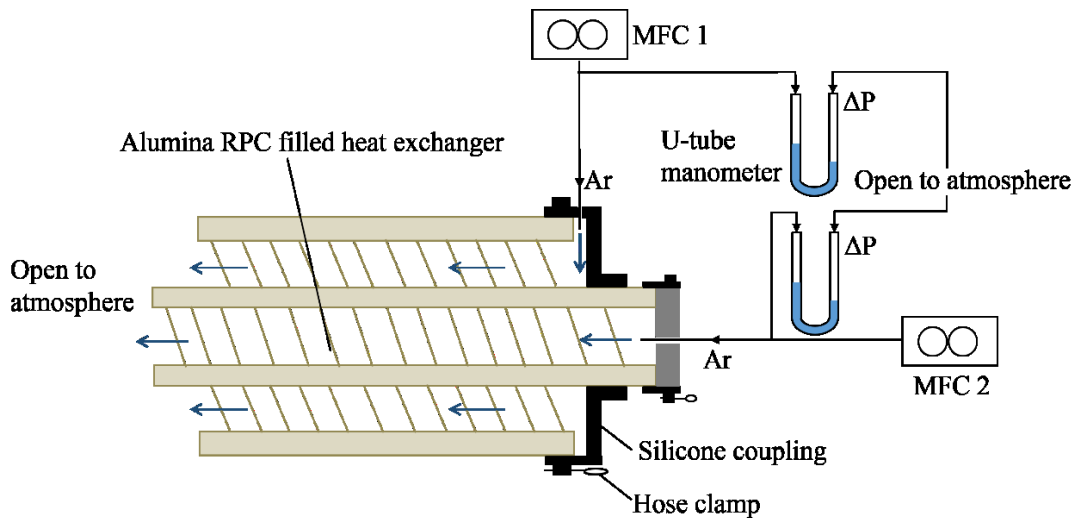 MFC 1
ΔP
Alumina RPC filled heat exchanger
U-tube
manometer
Open to atmosphere
Ar
ΔP
Open to
atmosphere
Ar
MFC 2
Silicone coupling
Hose clamp